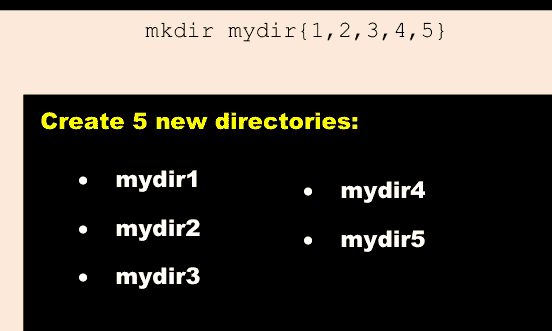 mkdir mydir{1,2,3,4,5}
Create 5 new directories:
• mydir1
• mydir2
• mydir3
• mydir4
• mydir5